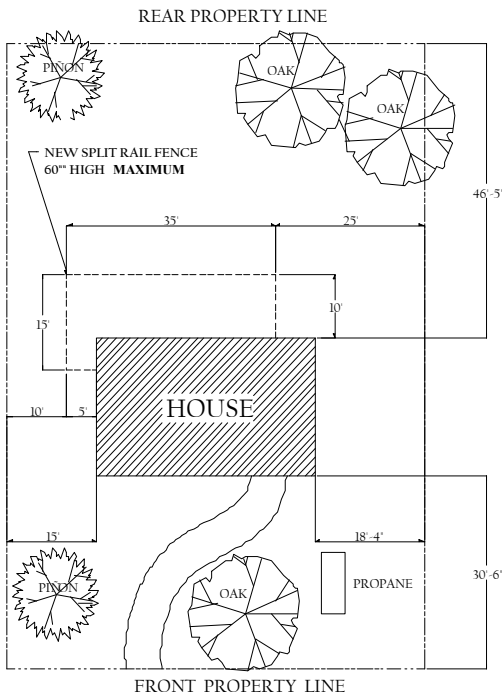 REAR PROPERTY LINE
PIÑON
OAK
OAK
NEW SPLIT RAIL FENCE
60"" HIGH MAXIMUM
46'-5"
35'
25'
15'
10'
HOUSE
10'
5'
15'
18'-4"
PIÑON
OAK
PROPANE
30'-6"
FRONT PROPERTY LINE